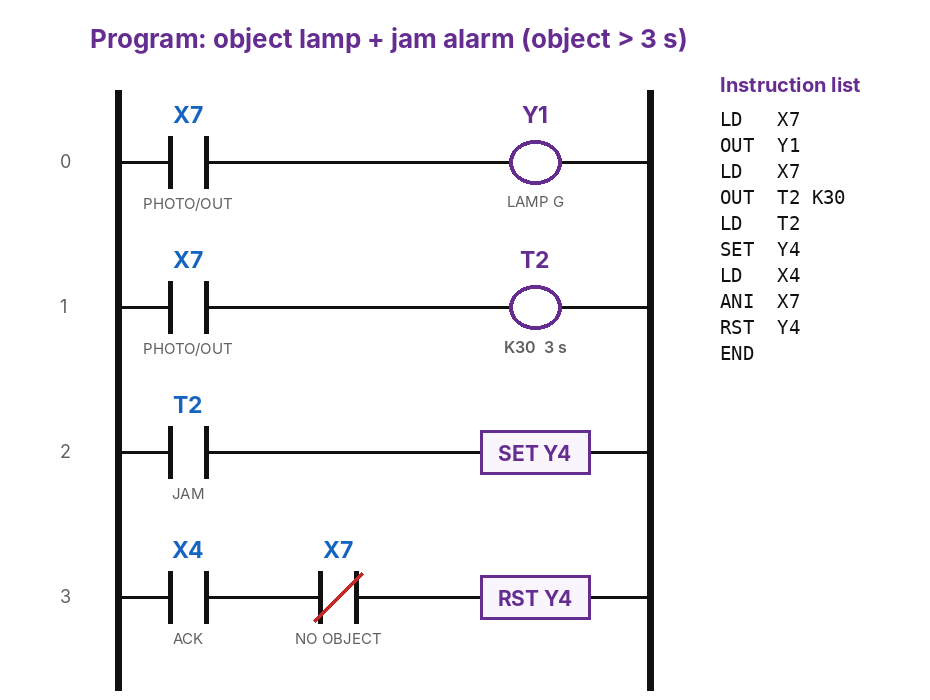 Program: object lamp + jam alarm (object > 3 s)
X7
Y1
0
PHOTO/OUT
LAMP G
X7
T2
1
PHOTO/OUT
K30 3 s
T2
2
SET Y4
JAM
X4
X7
3
RST Y4
ACK
NO OBJECT
Instruction list
LD X7
OUT Y1
LD X7
OUT T2 K30
LD T2
SET Y4
LD X4
ANI X7
RST Y4
END